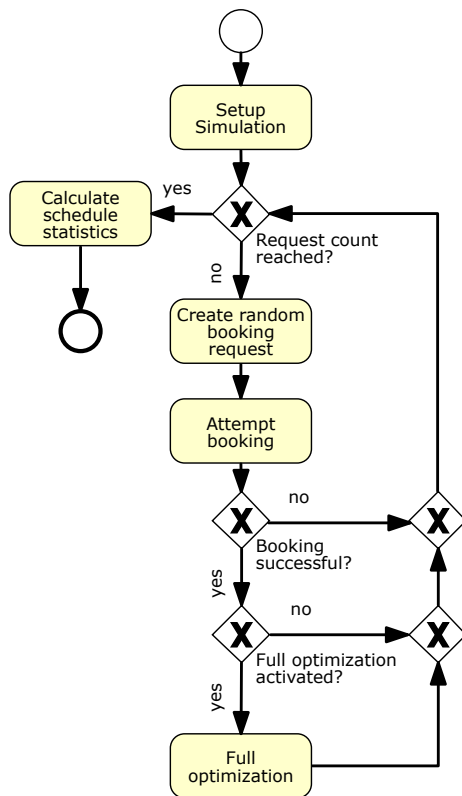 Setup
Simulation
yes
Calculate
schedule
statistics
X
Request count
reached?
no
Create random
booking
request
Attempt
booking
no
X
X
Booking
successful?
yes
no
X
X
Full optimization
activated?
yes
Full
optimization